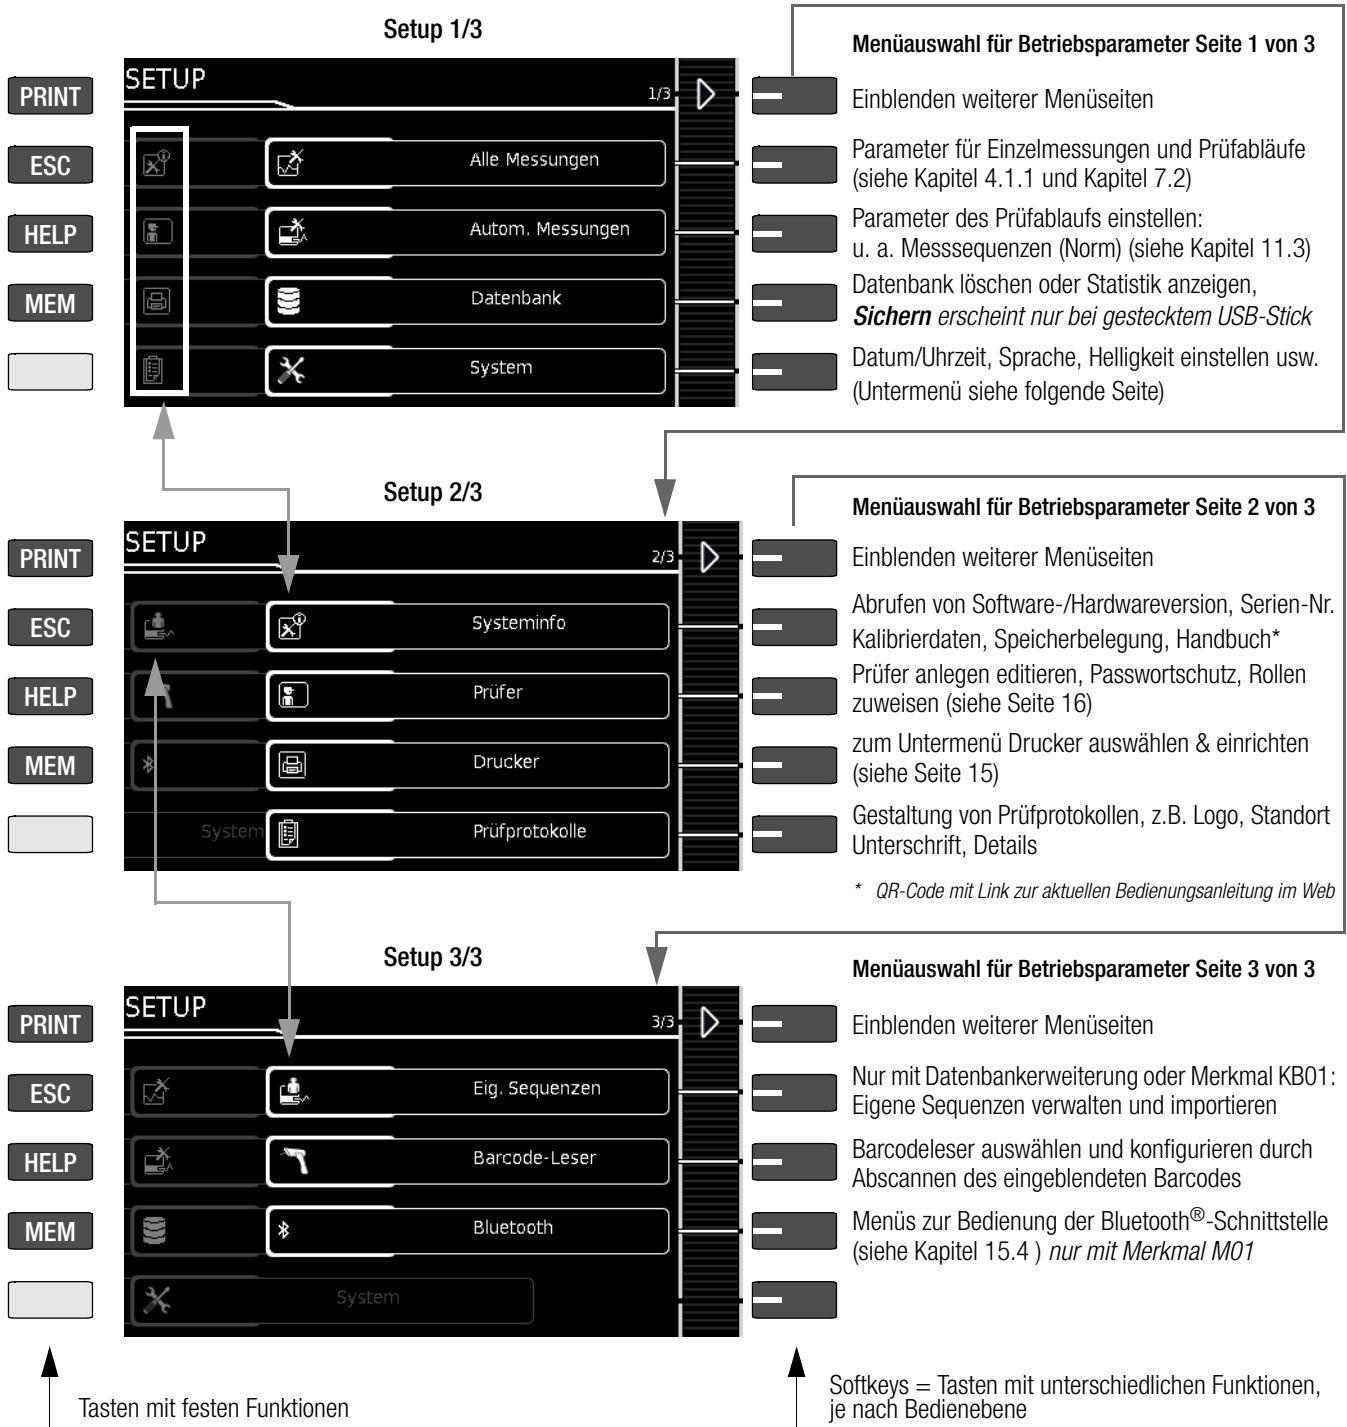 Setup 1/3
Menüauswahl für Betriebsparameter Seite 1 von 3
SETUP
1/3
PRINT
Einblenden weiterer Menüseiten
ESC
Alle Messungen
Parameter für Einzelmessungen und Prüfabläufe
(siehe Kapitel 4.1.1 und Kapitel 7.2)
HELP
Autom. Messungen
Parameter des Prüfablaufs einstellen:
u. a. Messsequenzen (Norm) (siehe Kapitel 11.3)
MEM
Datenbank
Datenbank löschen oder Statistik anzeigen,
Sichern erscheint nur bei gestecktem USB-Stick
System
Datum/Uhrzeit, Sprache, Helligkeit einstellen usw.
(Untermenü siehe folgende Seite)
Setup 2/3
Menüauswahl für Betriebsparameter Seite 2 von 3
SETUP
2/3
PRINT
Einblenden weiterer Menüseiten
ESC
Systeminfo
Abrufen von Software-/Hardwareversion, Serien-Nr.
Kalibrierdaten, Speicherbelegung, Handbuch*
HELP
Prüfer
Prüfer anlegen editieren, Passwortschutz, Rollen
zuweisen (siehe Seite 16)
MEM
Drucker
zum Untermenü Drucker auswählen & einrichten
(siehe Seite 15)
System
Prüfprotokolle
Gestaltung von Prüfprotokollen, z.B. Logo, Standort
Unterschrift, Details
* QR-Code mit Link zur aktuellen Bedienungsanleitung im Web
Setup 3/3
Menüauswahl für Betriebsparameter Seite 3 von 3
SETUP
3/3
PRINT
Einblenden weiterer Menüseiten
ESC
Eig. Sequenzen
Nur mit Datenbankerweiterung oder Merkmal KB01:
Eigene Sequenzen verwalten und importieren
HELP
Barcode-Leser
Barcodeleser auswählen und konfigurieren durch
Abscannen des eingeblendeten Barcodes
MEM
Bluetooth
Menüs zur Bedienung der Bluetooth®-Schnittstelle
(siehe Kapitel 15.4 ) nur mit Merkmal M01
System
Tasten mit festen Funktionen
Softkeys = Tasten mit unterschiedlichen Funktionen,
je nach Bedienebene